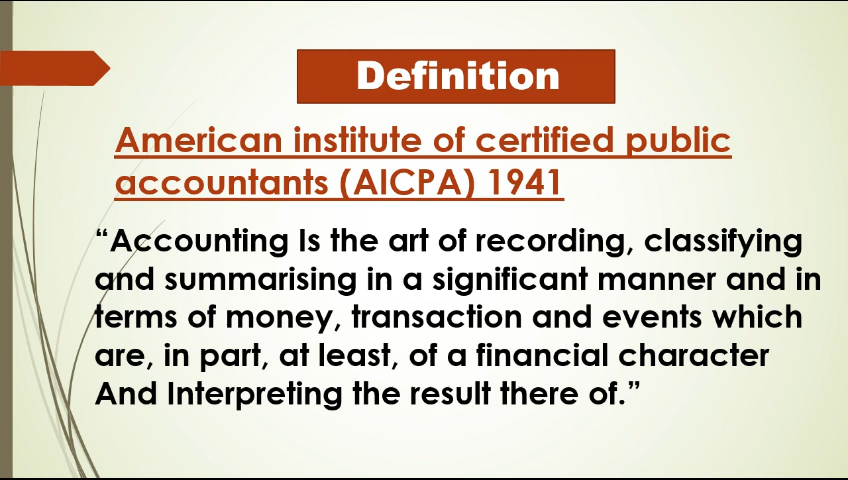 Definition
American institute of certified public
accountants (AICPA) 1941
“Accounting Is the art of recording, classifying
and summarising in a significant manner and in
terms of money, transaction and events which
are, in part, at least, of a financial character
And Interpreting the result there of.”